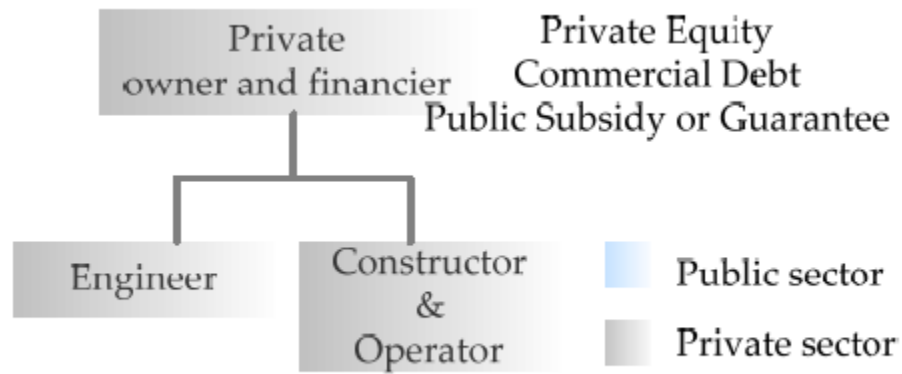 Private
owner and financier
Private Equity
Commercial Debt
Public Subsidy or Guarantee
Engineer
Constructor
&
Operator
Public sector
Private sector